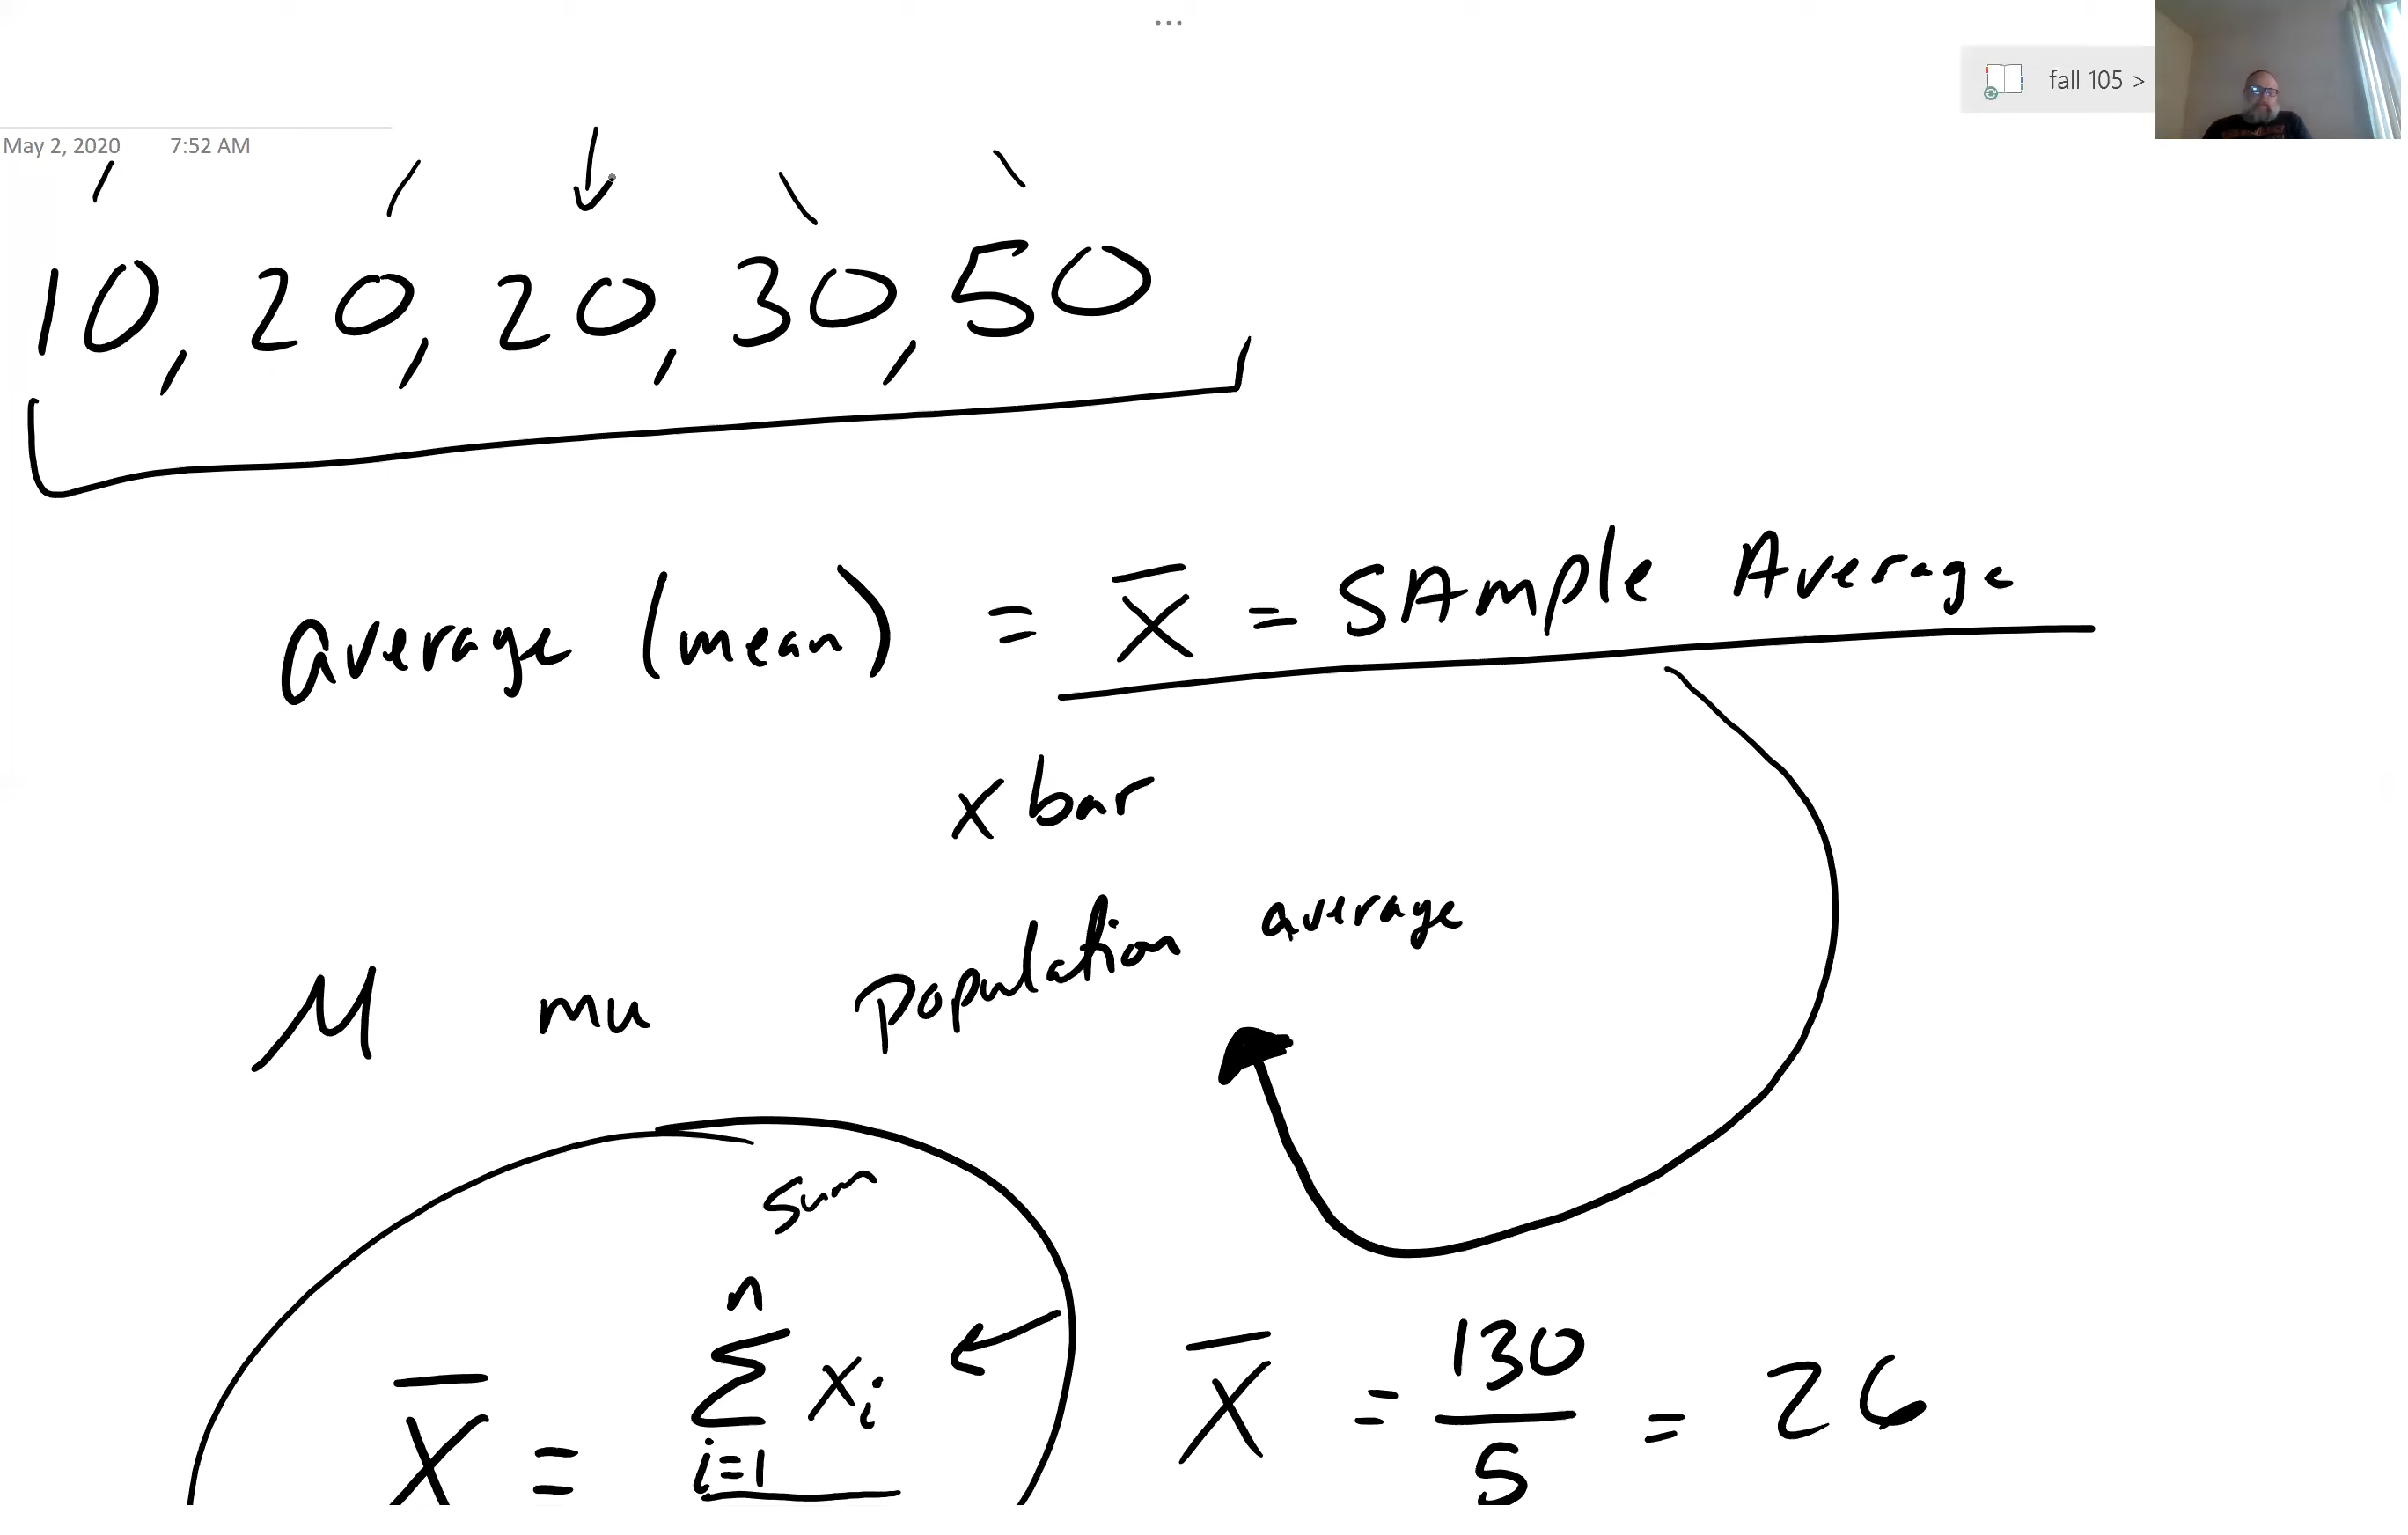 fall 105 >
May 2, 2020 7:52 AM
10, 20, 20, 30, 50
average (mean) = x̄ = SAmple Average
x bar
μ mu population average
sum
n
x̄ = Σ xᵢ
i=1
x̄ = 130/5 = 26